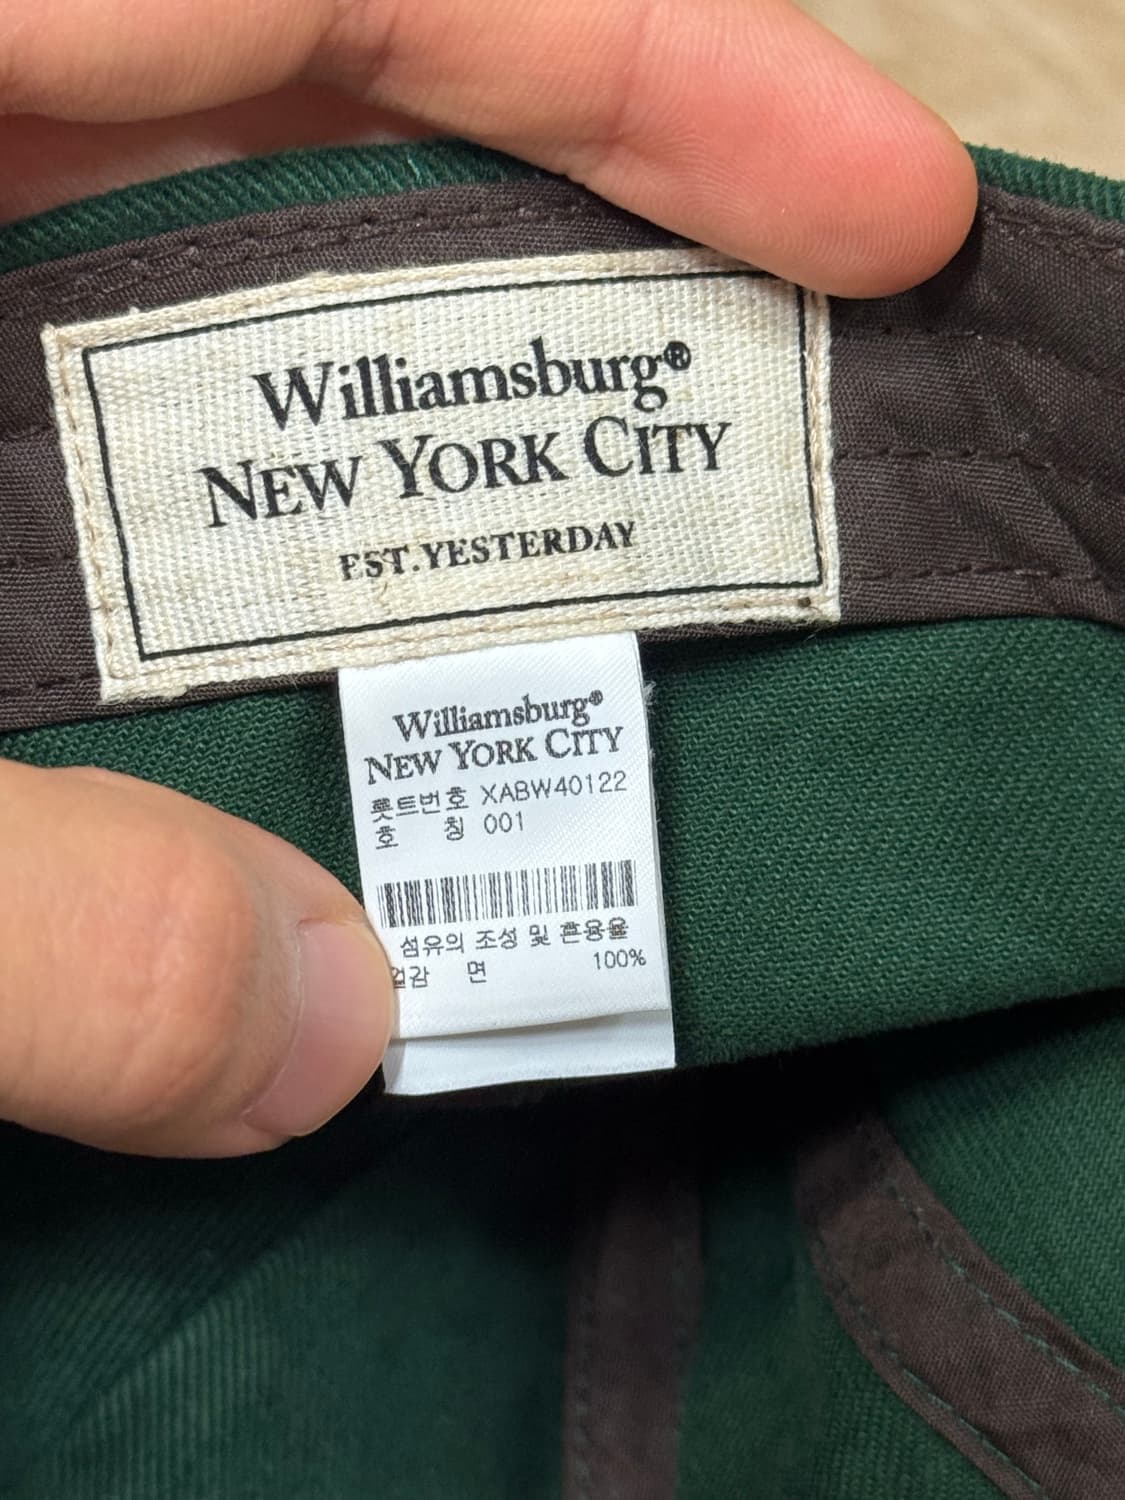 Williamsburg®
NEW YORK CITY
EST.YESTERDAY
Williamsburg®
NEW YORK CITY
롯트번호 XABW40122
호 칭 001
섬유의 조성 및 혼용율
겉감 면 100%